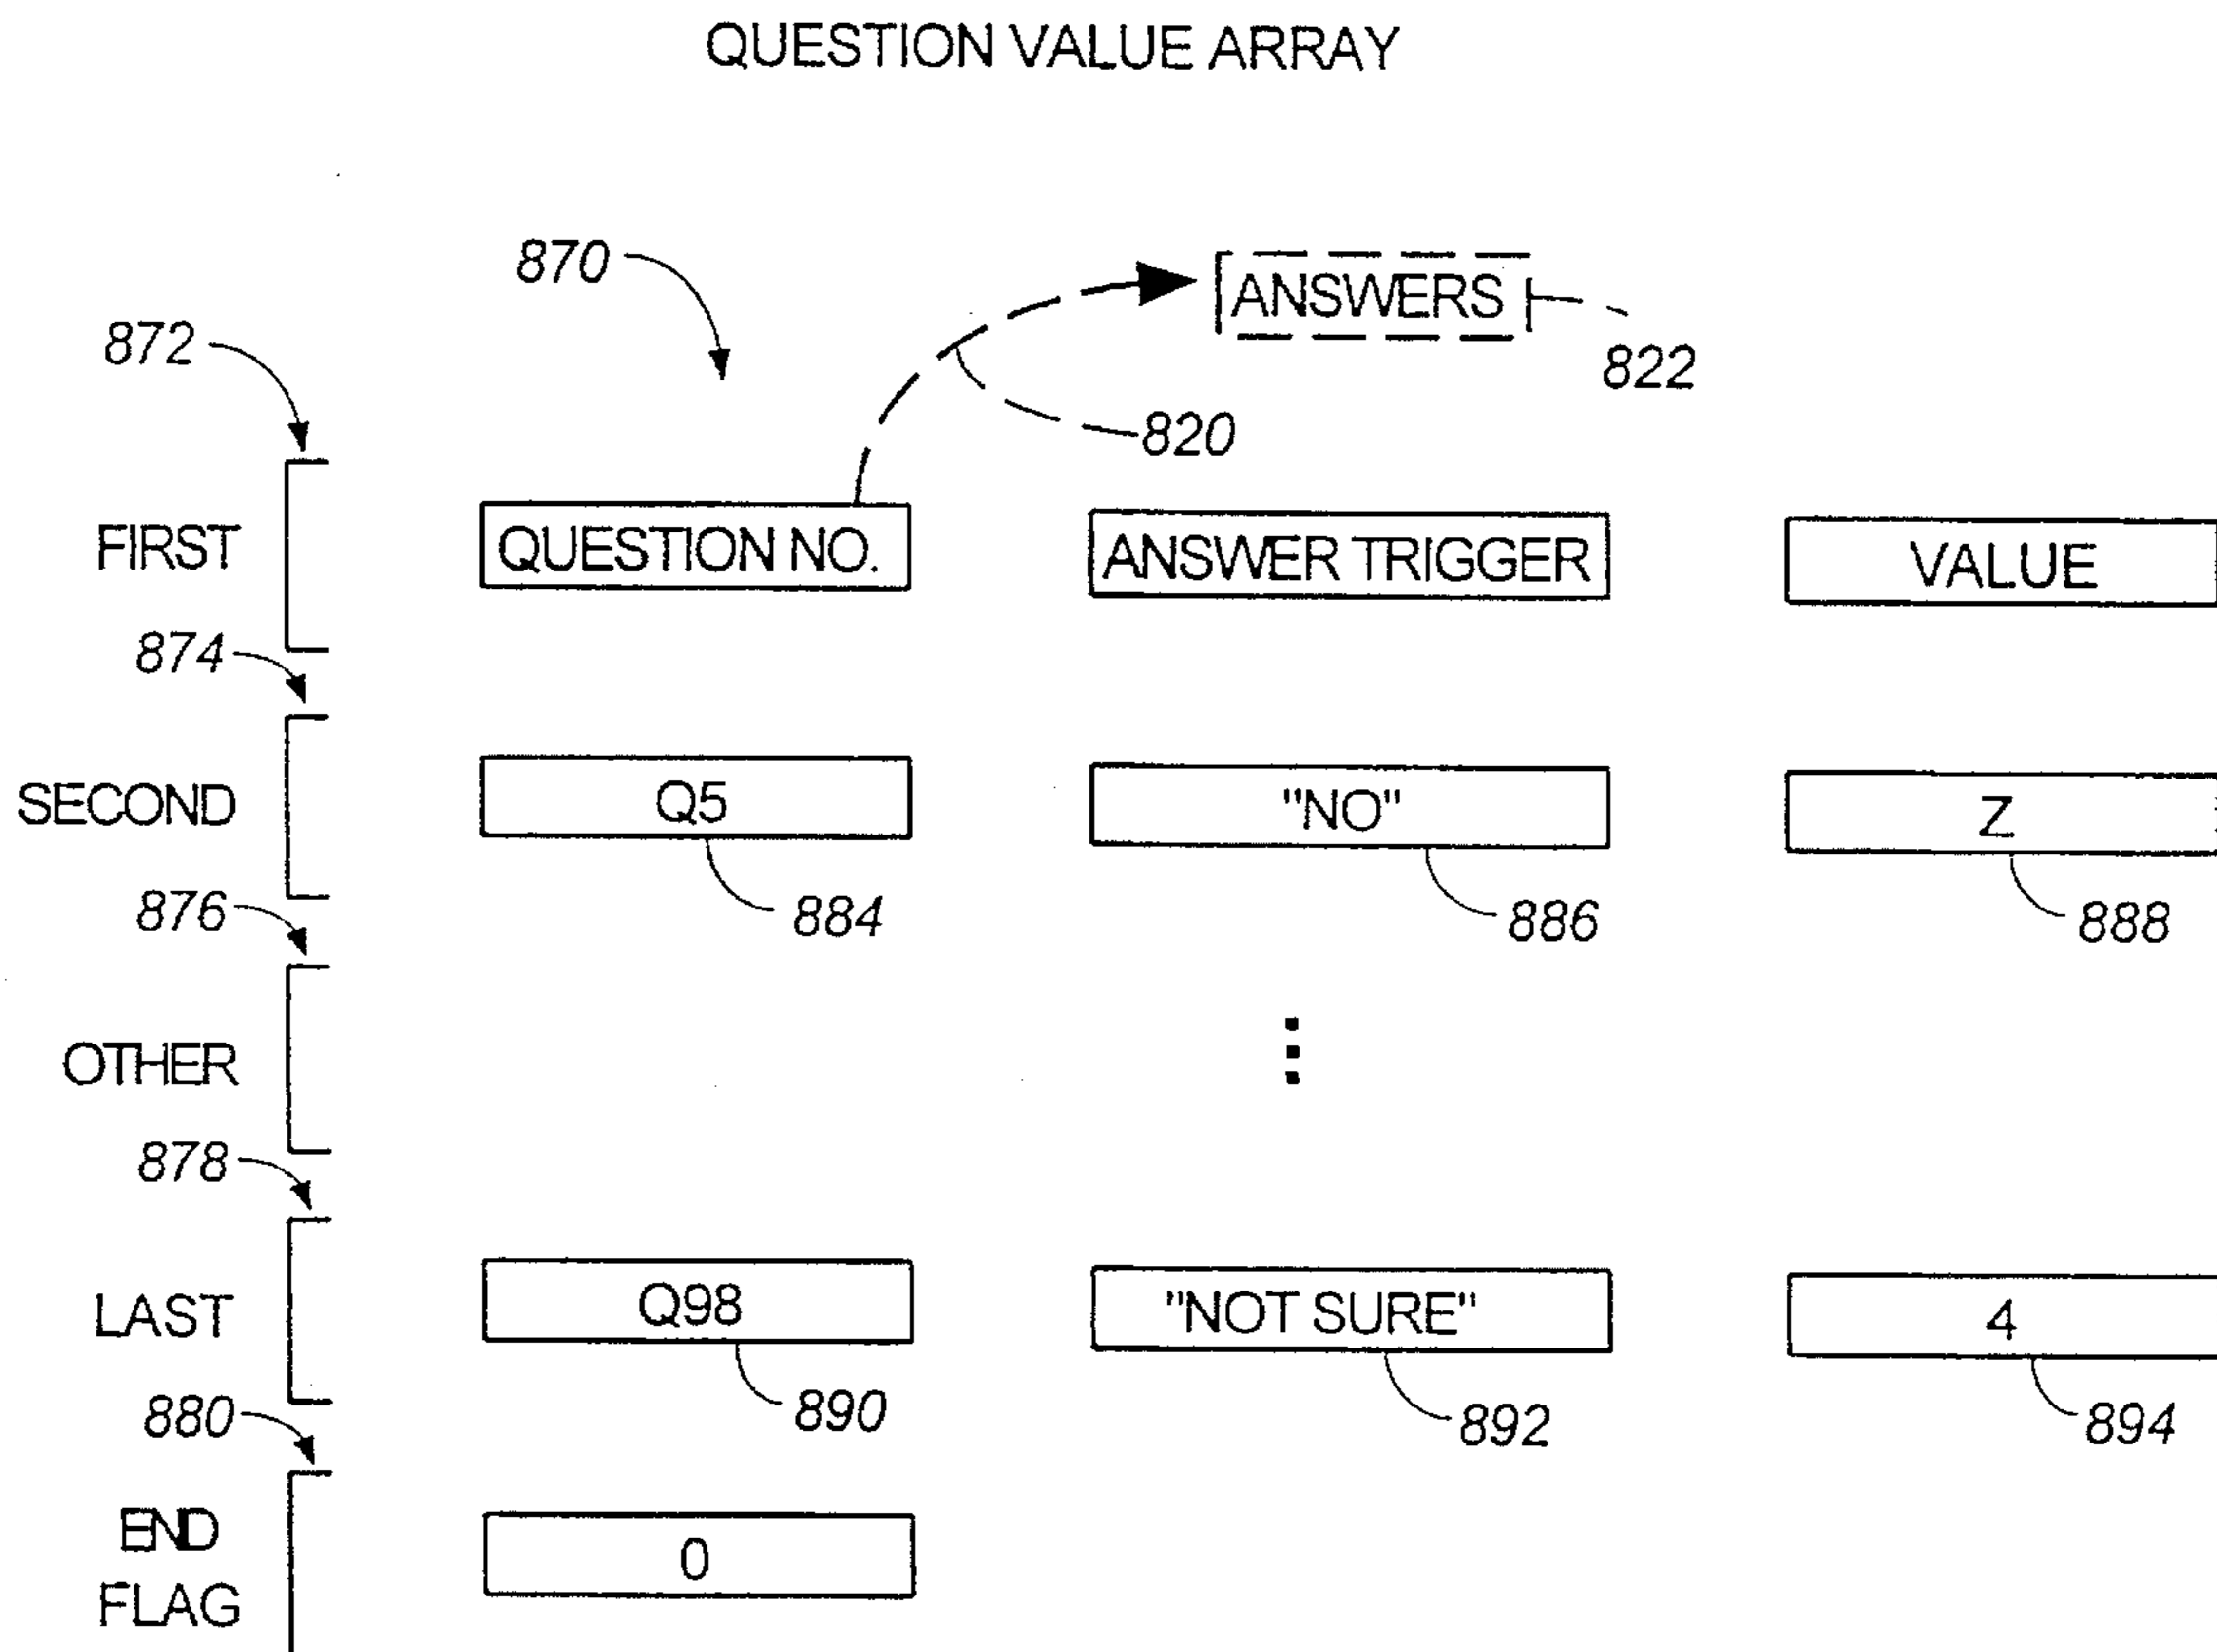 QUESTION VALUE ARRAY
870
ANSWERS
872
822
820
FIRST
QUESTION NO.
ANSWER TRIGGER
VALUE
874
SECOND
Q5
"NO"
Z
876
884
886
888
OTHER
⋮
878
LAST
Q98
"NOT SURE"
4
880
890
892
894
END
FLAG
0